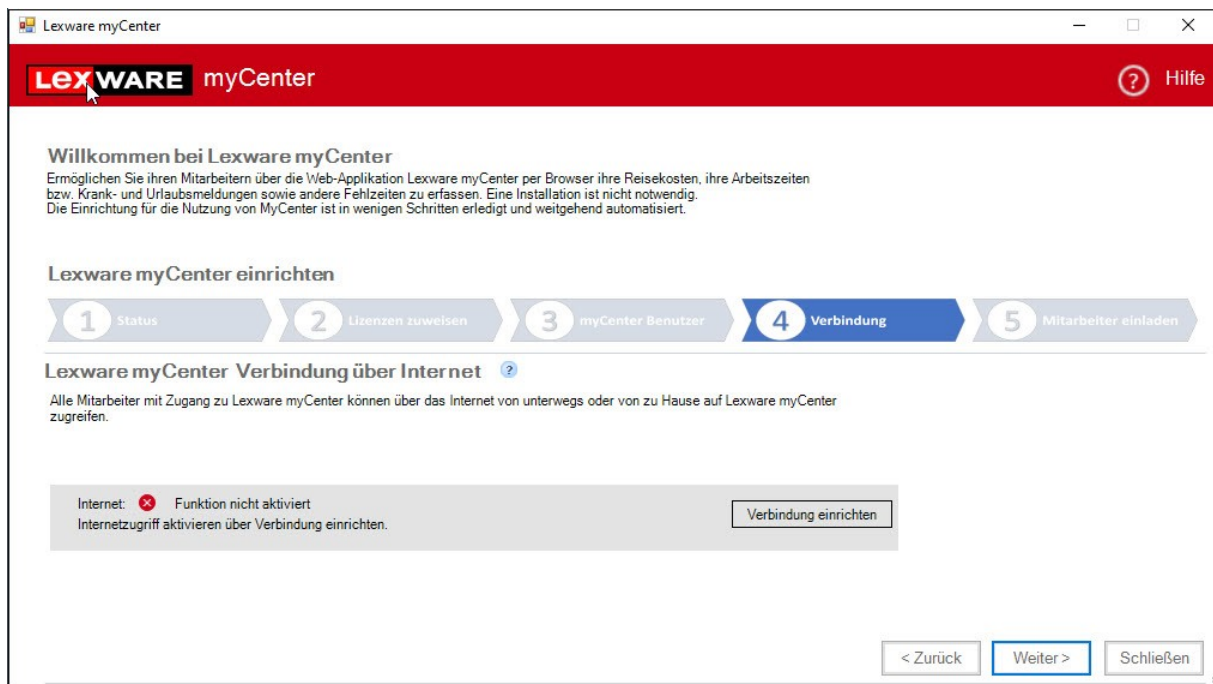 Lexware myCenter
LEXWARE myCenter
? Hilfe
Willkommen bei Lexware myCenter
Ermöglichen Sie ihren Mitarbeitern über die Web-Applikation Lexware myCenter per Browser ihre Reisekosten, ihre Arbeitszeiten
bzw. Krank- und Urlaubsmeldungen sowie andere Fehlzeiten zu erfassen. Eine Installation ist nicht notwendig.
Die Einrichtung für die Nutzung von MyCenter ist in wenigen Schritten erledigt und weitgehend automatisiert.
Lexware myCenter einrichten
1 Status 2 Lizenzen zuweisen 3 myCenter Benutzer 4 Verbindung 5 Mitarbeiter einladen
Lexware myCenter Verbindung über Internet ?
Alle Mitarbeiter mit Zugang zu Lexware myCenter können über das Internet von unterwegs oder von zu Hause auf Lexware myCenter
zugreifen.
Internet: Funktion nicht aktiviert
Internetzugriff aktivieren über Verbindung einrichten.
Verbindung einrichten
< Zurück Weiter > Schließen